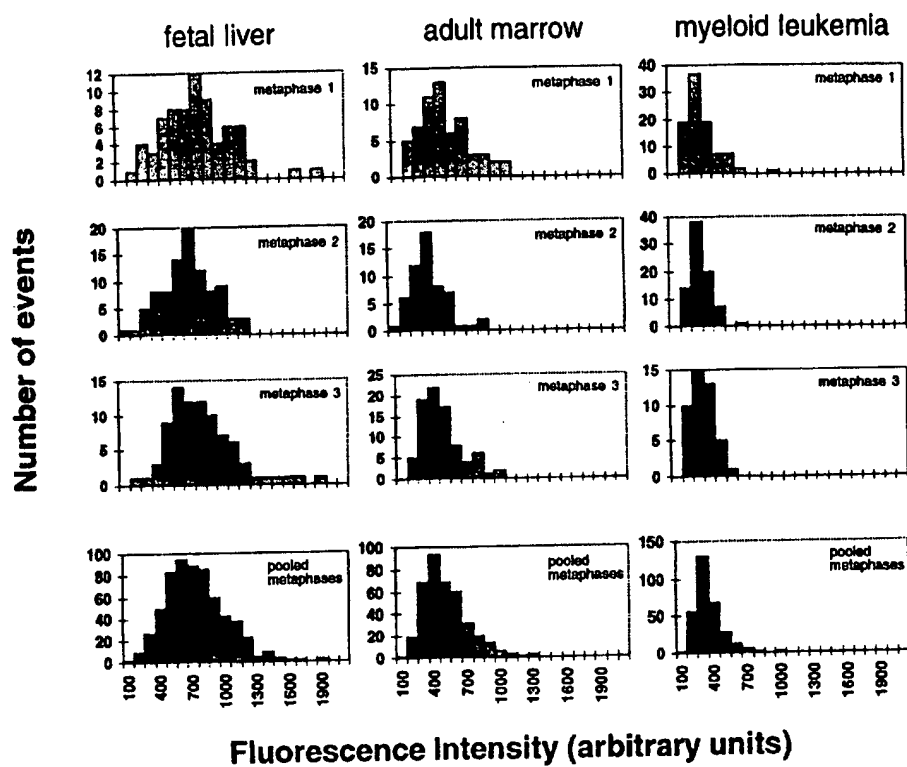 fetal liver
adult marrow
myeloid leukemia
Number of events
12
10
8
6
4
2
0
metaphase 1
15
10
5
0
metaphase 1
40
30
20
10
0
metaphase 1
20
15
10
5
0
metaphase 2
20
15
10
5
0
metaphase 2
40
30
20
10
0
metaphase 2
15
10
5
0
metaphase 3
25
20
15
10
5
0
metaphase 3
15
10
5
0
metaphase 3
100
80
60
40
20
0
pooled
metaphases
100
80
60
40
20
0
pooled
metaphases
150
100
50
0
pooled
metaphases
100 400 700 1000 1300 1600 1900
100 400 700 1000 1300 1600 1900
100 400 700 1000 1300 1600 1900
Fluorescence Intensity (arbitrary units)